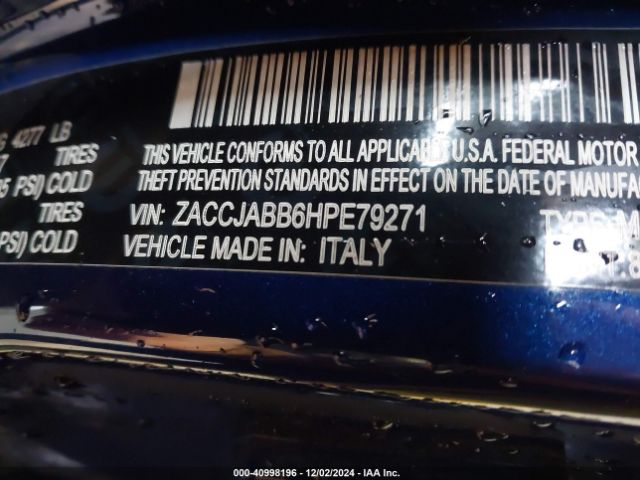 4277 LB
TIRES
PSI) COLD
TIRES
PSI) COLD
THIS VEHICLE CONFORMS TO ALL APPLICABLE U.S.A. FEDERAL MOTOR
THEFT PREVENTION STANDARDS IN EFFECT ON THE DATE OF MANUFAC
VIN: ZACCJABB6HPE79271
VEHICLE MADE IN: ITALY
000-40998196 - 12/02/2024 - IAA Inc.